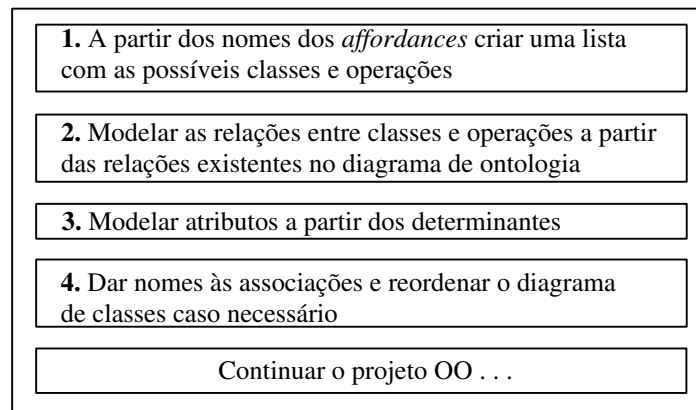 1. A partir dos nomes dos affordances criar uma lista
com as possíveis classes e operações
2. Modelar as relações entre classes e operações a partir
das relações existentes no diagrama de ontologia
3. Modelar atributos a partir dos determinantes
4. Dar nomes às associações e reordenar o diagrama
de classes caso necessário
Continuar o projeto OO . . .